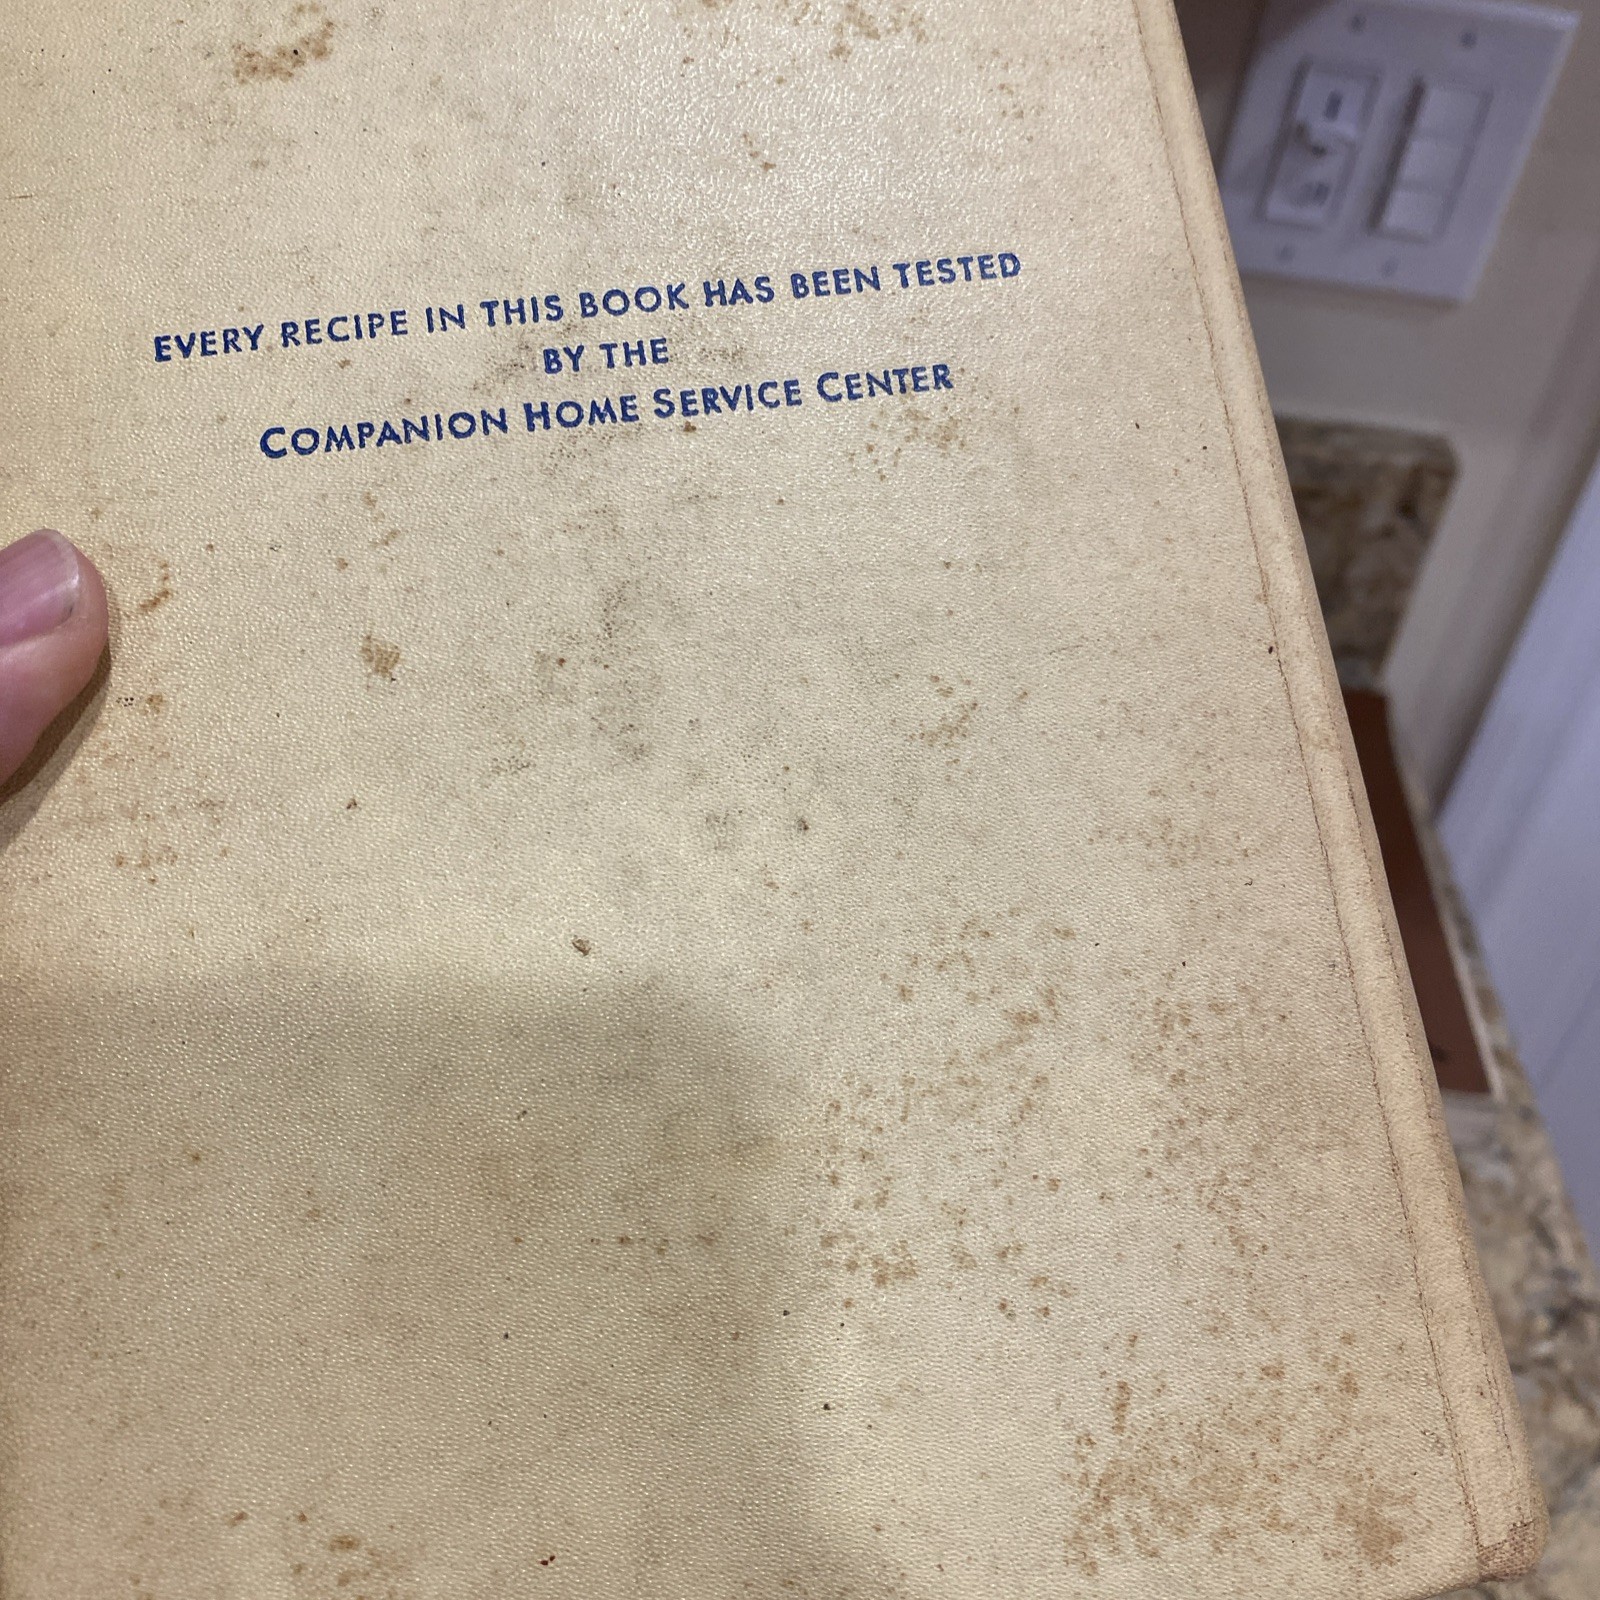 EVERY RECIPE IN THIS BOOK HAS BEEN TESTED
BY THE
COMPANION HOME SERVICE CENTER